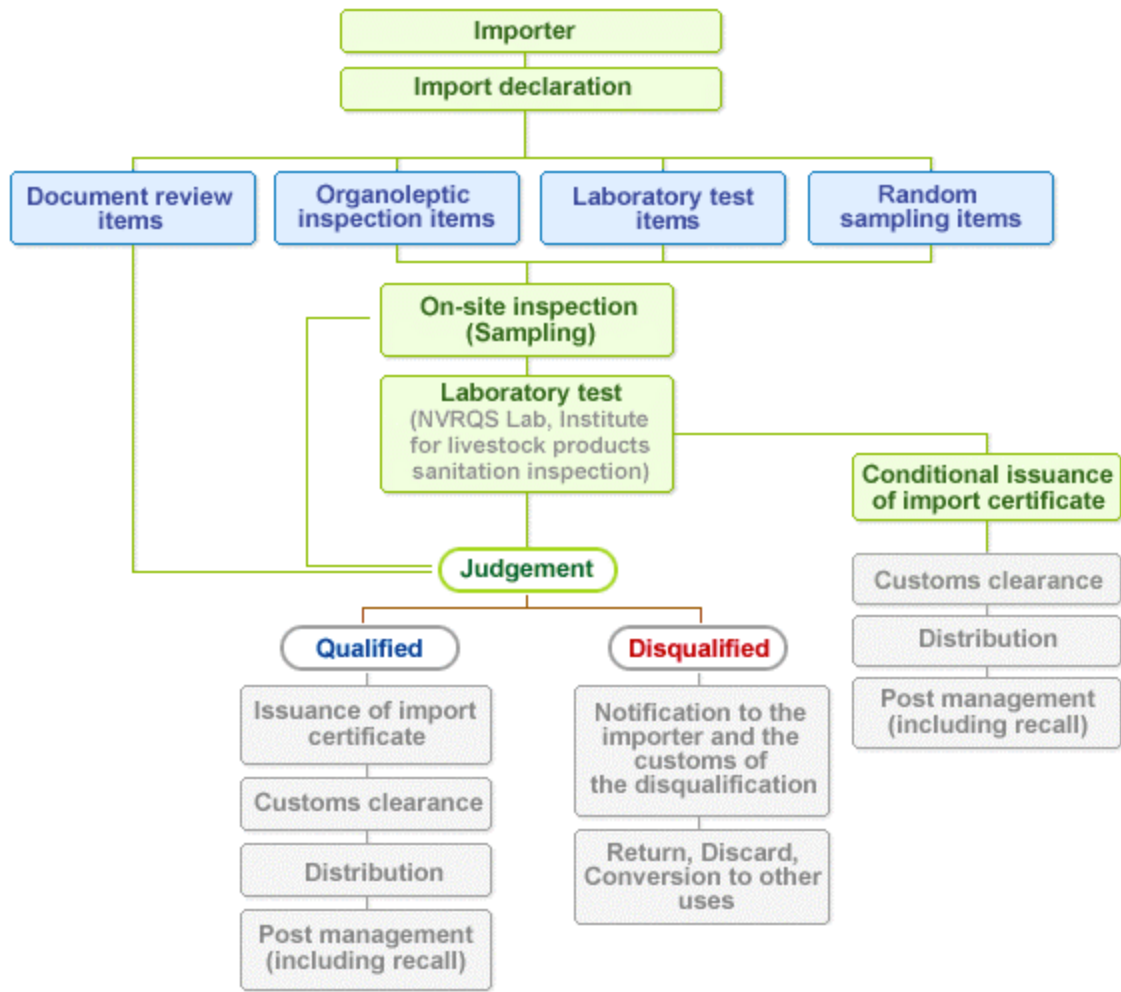 Importer
Import declaration
Document review
items
Organoleptic
inspection items
Laboratory test
items
Random
sampling items
On-site inspection
(Sampling)
Laboratory test
(NVRQS Lab, Institute
for livestock products
sanitation inspection)
Conditional issuance
of import certificate
Customs clearance
Distribution
Post management
(including recall)
Judgement
Qualified
Issuance of import
certificate
Customs clearance
Distribution
Post management
(including recall)
Disqualified
Notification to the
importer and the
customs of
the disqualification
Return, Discard,
Conversion to other
uses